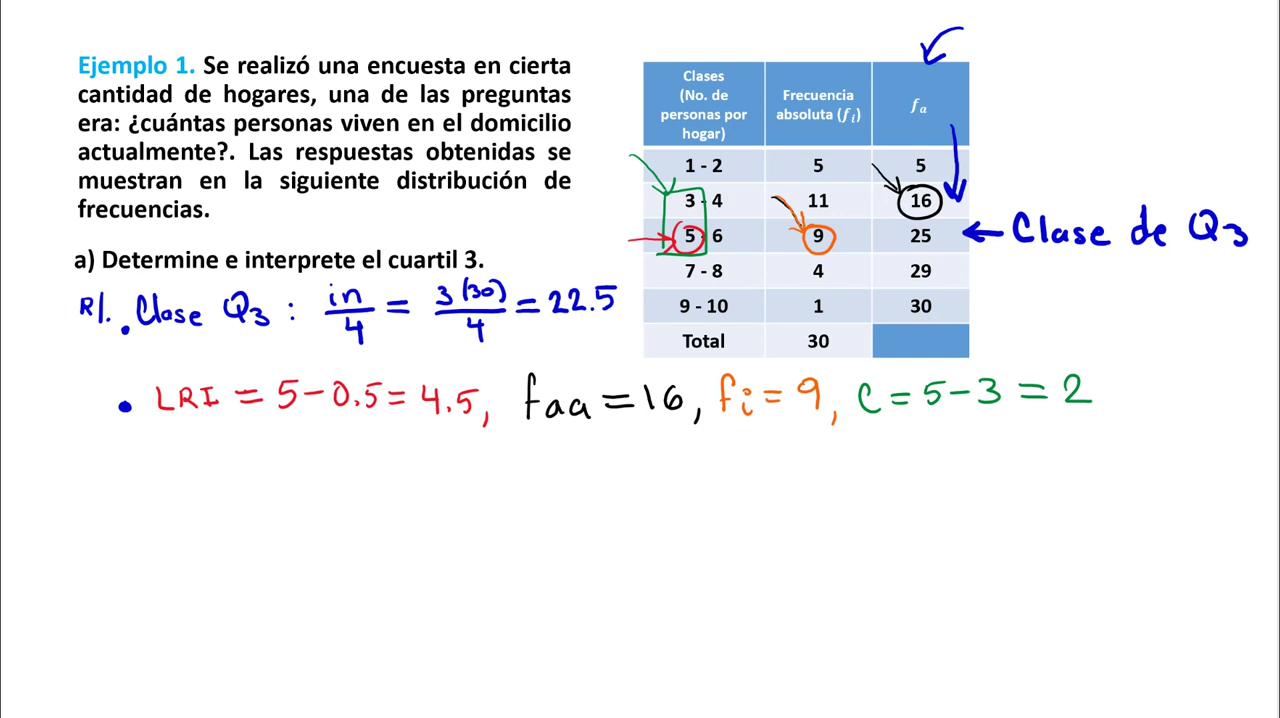 Ejemplo 1. Se realizó una encuesta en cierta
cantidad de hogares, una de las preguntas
era: ¿cuántas personas viven en el domicilio
actualmente?. Las respuestas obtenidas se
muestran en la siguiente distribución de
frecuencias.
a) Determine e interprete el cuartil 3.
R/. Clase Q3 : in/4 = 3(30)/4 = 22.5
• LRI = 5-0.5 = 4.5, faa = 16, fi = 9, C = 5-3 = 2
Clases (No. de personas por hogar) Frecuencia absoluta (fi) fa
1 - 2 5 5
3 - 4 11 16
5 - 6 9 25 ← Clase de Q3
7 - 8 4 29
9 - 10 1 30
Total 30